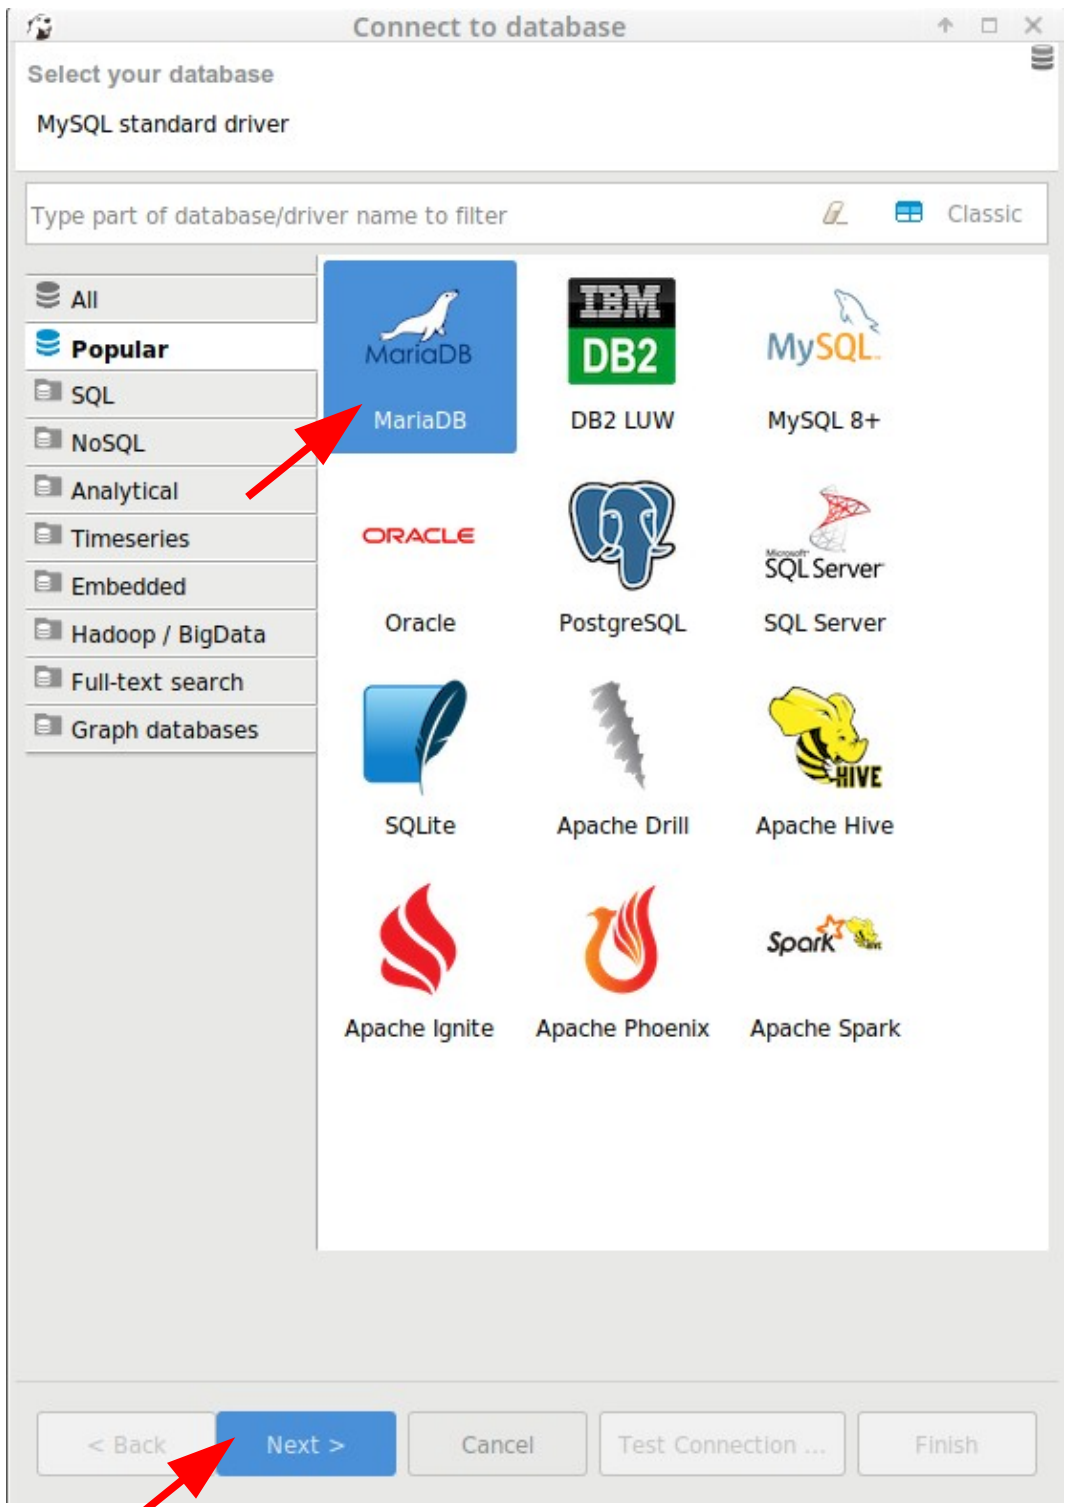 Connect to database
Select your database
MySQL standard driver
Type part of database/driver name to filter
Classic
All
Popular
SQL
NoSQL
Analytical
Timeseries
Embedded
Hadoop / BigData
Full-text search
Graph databases
MariaDB
MariaDB
IBM
DB2
DB2 LUW
MySQL
MySQL 8+
ORACLE
Oracle
PostgreSQL
Microsoft
SQL Server
SQL Server
SQLite
Apache Drill
HIVE
Apache Hive
Apache Ignite
Apache Phoenix
Spark
HIVE
Apache Spark
< Back
Next >
Cancel
Test Connection ...
Finish